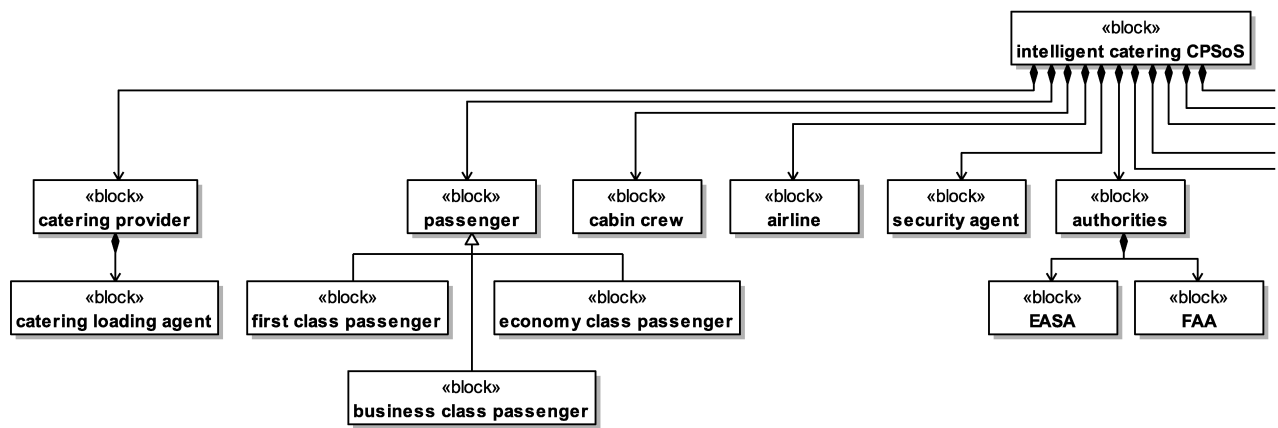 «block»
intelligent catering CPSoS
«block»
catering provider
«block»
passenger
«block»
cabin crew
«block»
airline
«block»
security agent
«block»
authorities
«block»
catering loading agent
«block»
first class passenger
«block»
economy class passenger
«block»
EASA
«block»
FAA
«block»
business class passenger